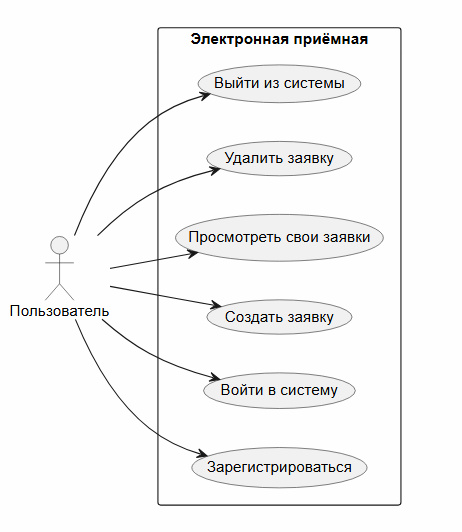 Электронная приёмная
Выйти из системы
Удалить заявку
Просмотреть свои заявки
Пользователь
Создать заявку
Войти в систему
Зарегистрироваться